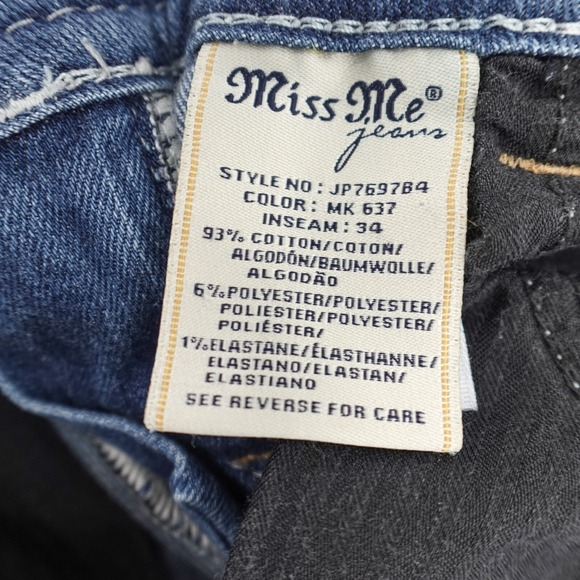 Miss Me®
jeans
STYLE NO: JP7697B4
COLOR: MK 637
INSEAM: 34
93% COTTON/COTON/
ALGODÓN/BAUMWOLLE/
ALGODÃO
6% POLYESTER/POLYESTER/
POLIESTER/POLYESTER/
POLIÉSTER/
1% ELASTANE/ÉLASTHANNE/
ELASTANO/ELASTAN/
ELASTIANO
SEE REVERSE FOR CARE